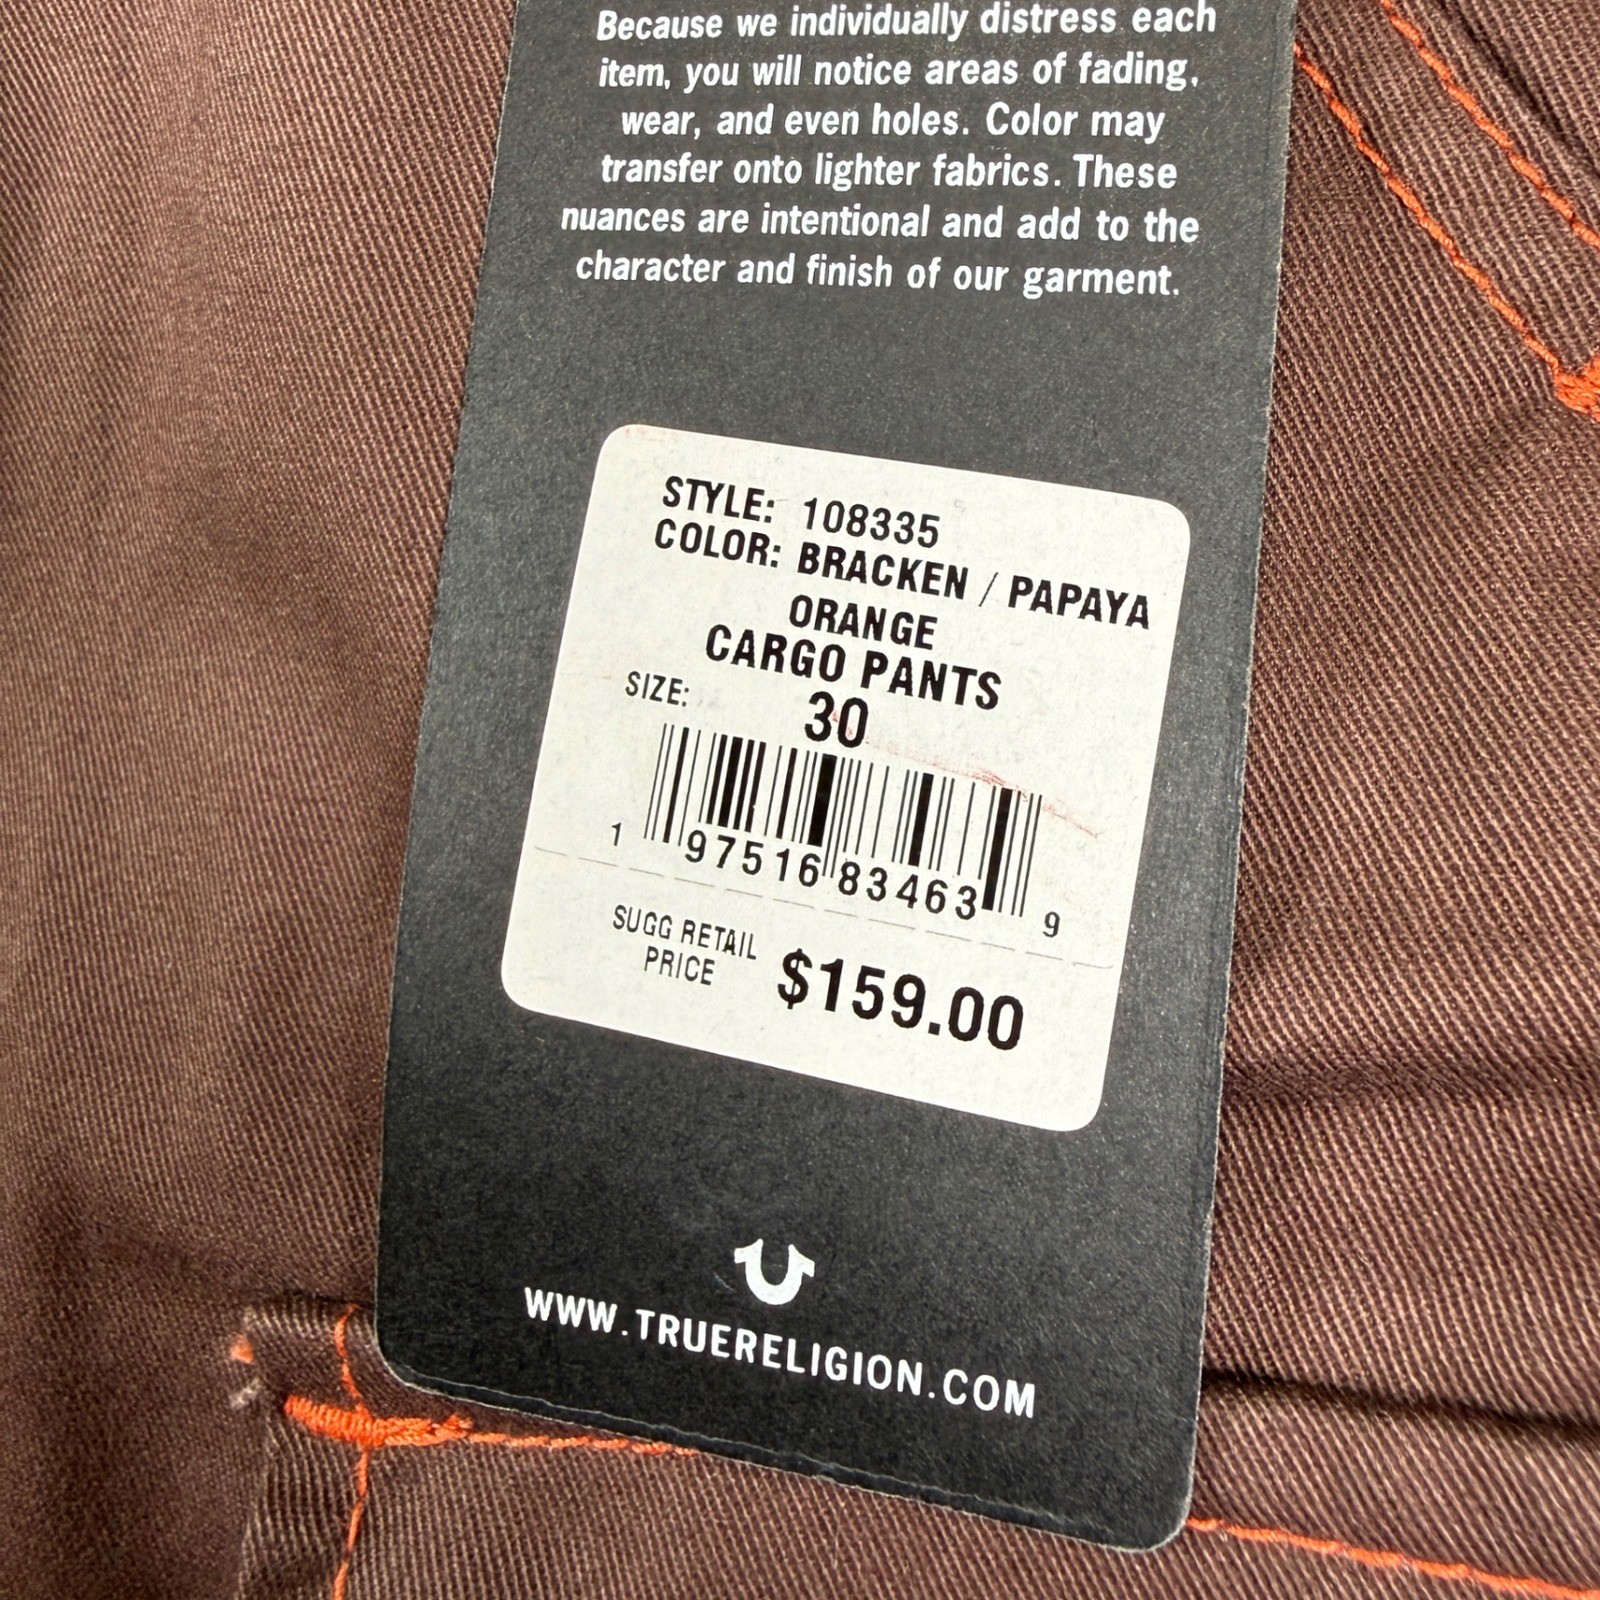 Because we individually distress each
item, you will notice areas of fading,
wear, and even holes. Color may
transfer onto lighter fabrics. These
nuances are intentional and add to the
character and finish of our garment.
STYLE: 108335
COLOR: BRACKEN / PAPAYA
ORANGE
CARGO PANTS
SIZE: 30
1 97516 83463 9
SUGG RETAIL
PRICE $159.00
WWW.TRUERELIGION.COM